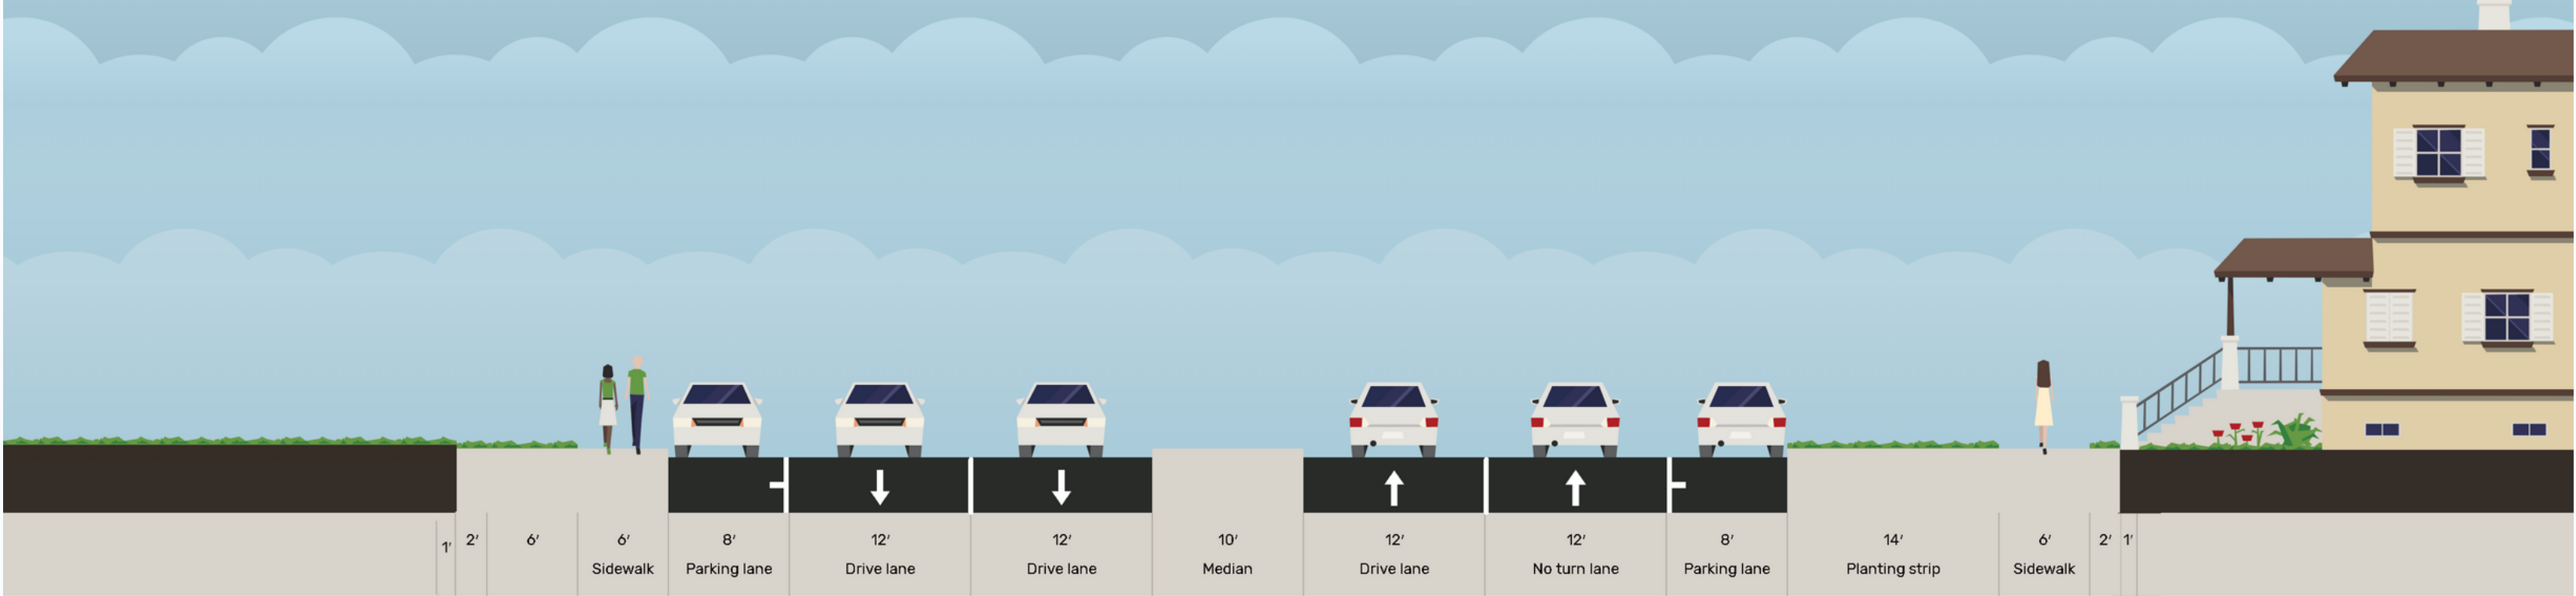 1′ 2′ 6′ 6′ 8′ 12′ 12′ 10′ 12′ 12′ 8′ 14′ 6′ 2′ 1′
Sidewalk Parking lane Drive lane Drive lane Median Drive lane No turn lane Parking lane Planting strip Sidewalk